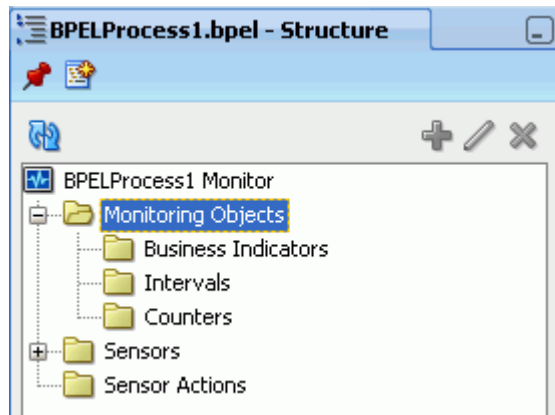 BPELProcess1.bpel - Structure
BPELProcess1 Monitor
Monitoring Objects
Business Indicators
Intervals
Counters
Sensors
Sensor Actions